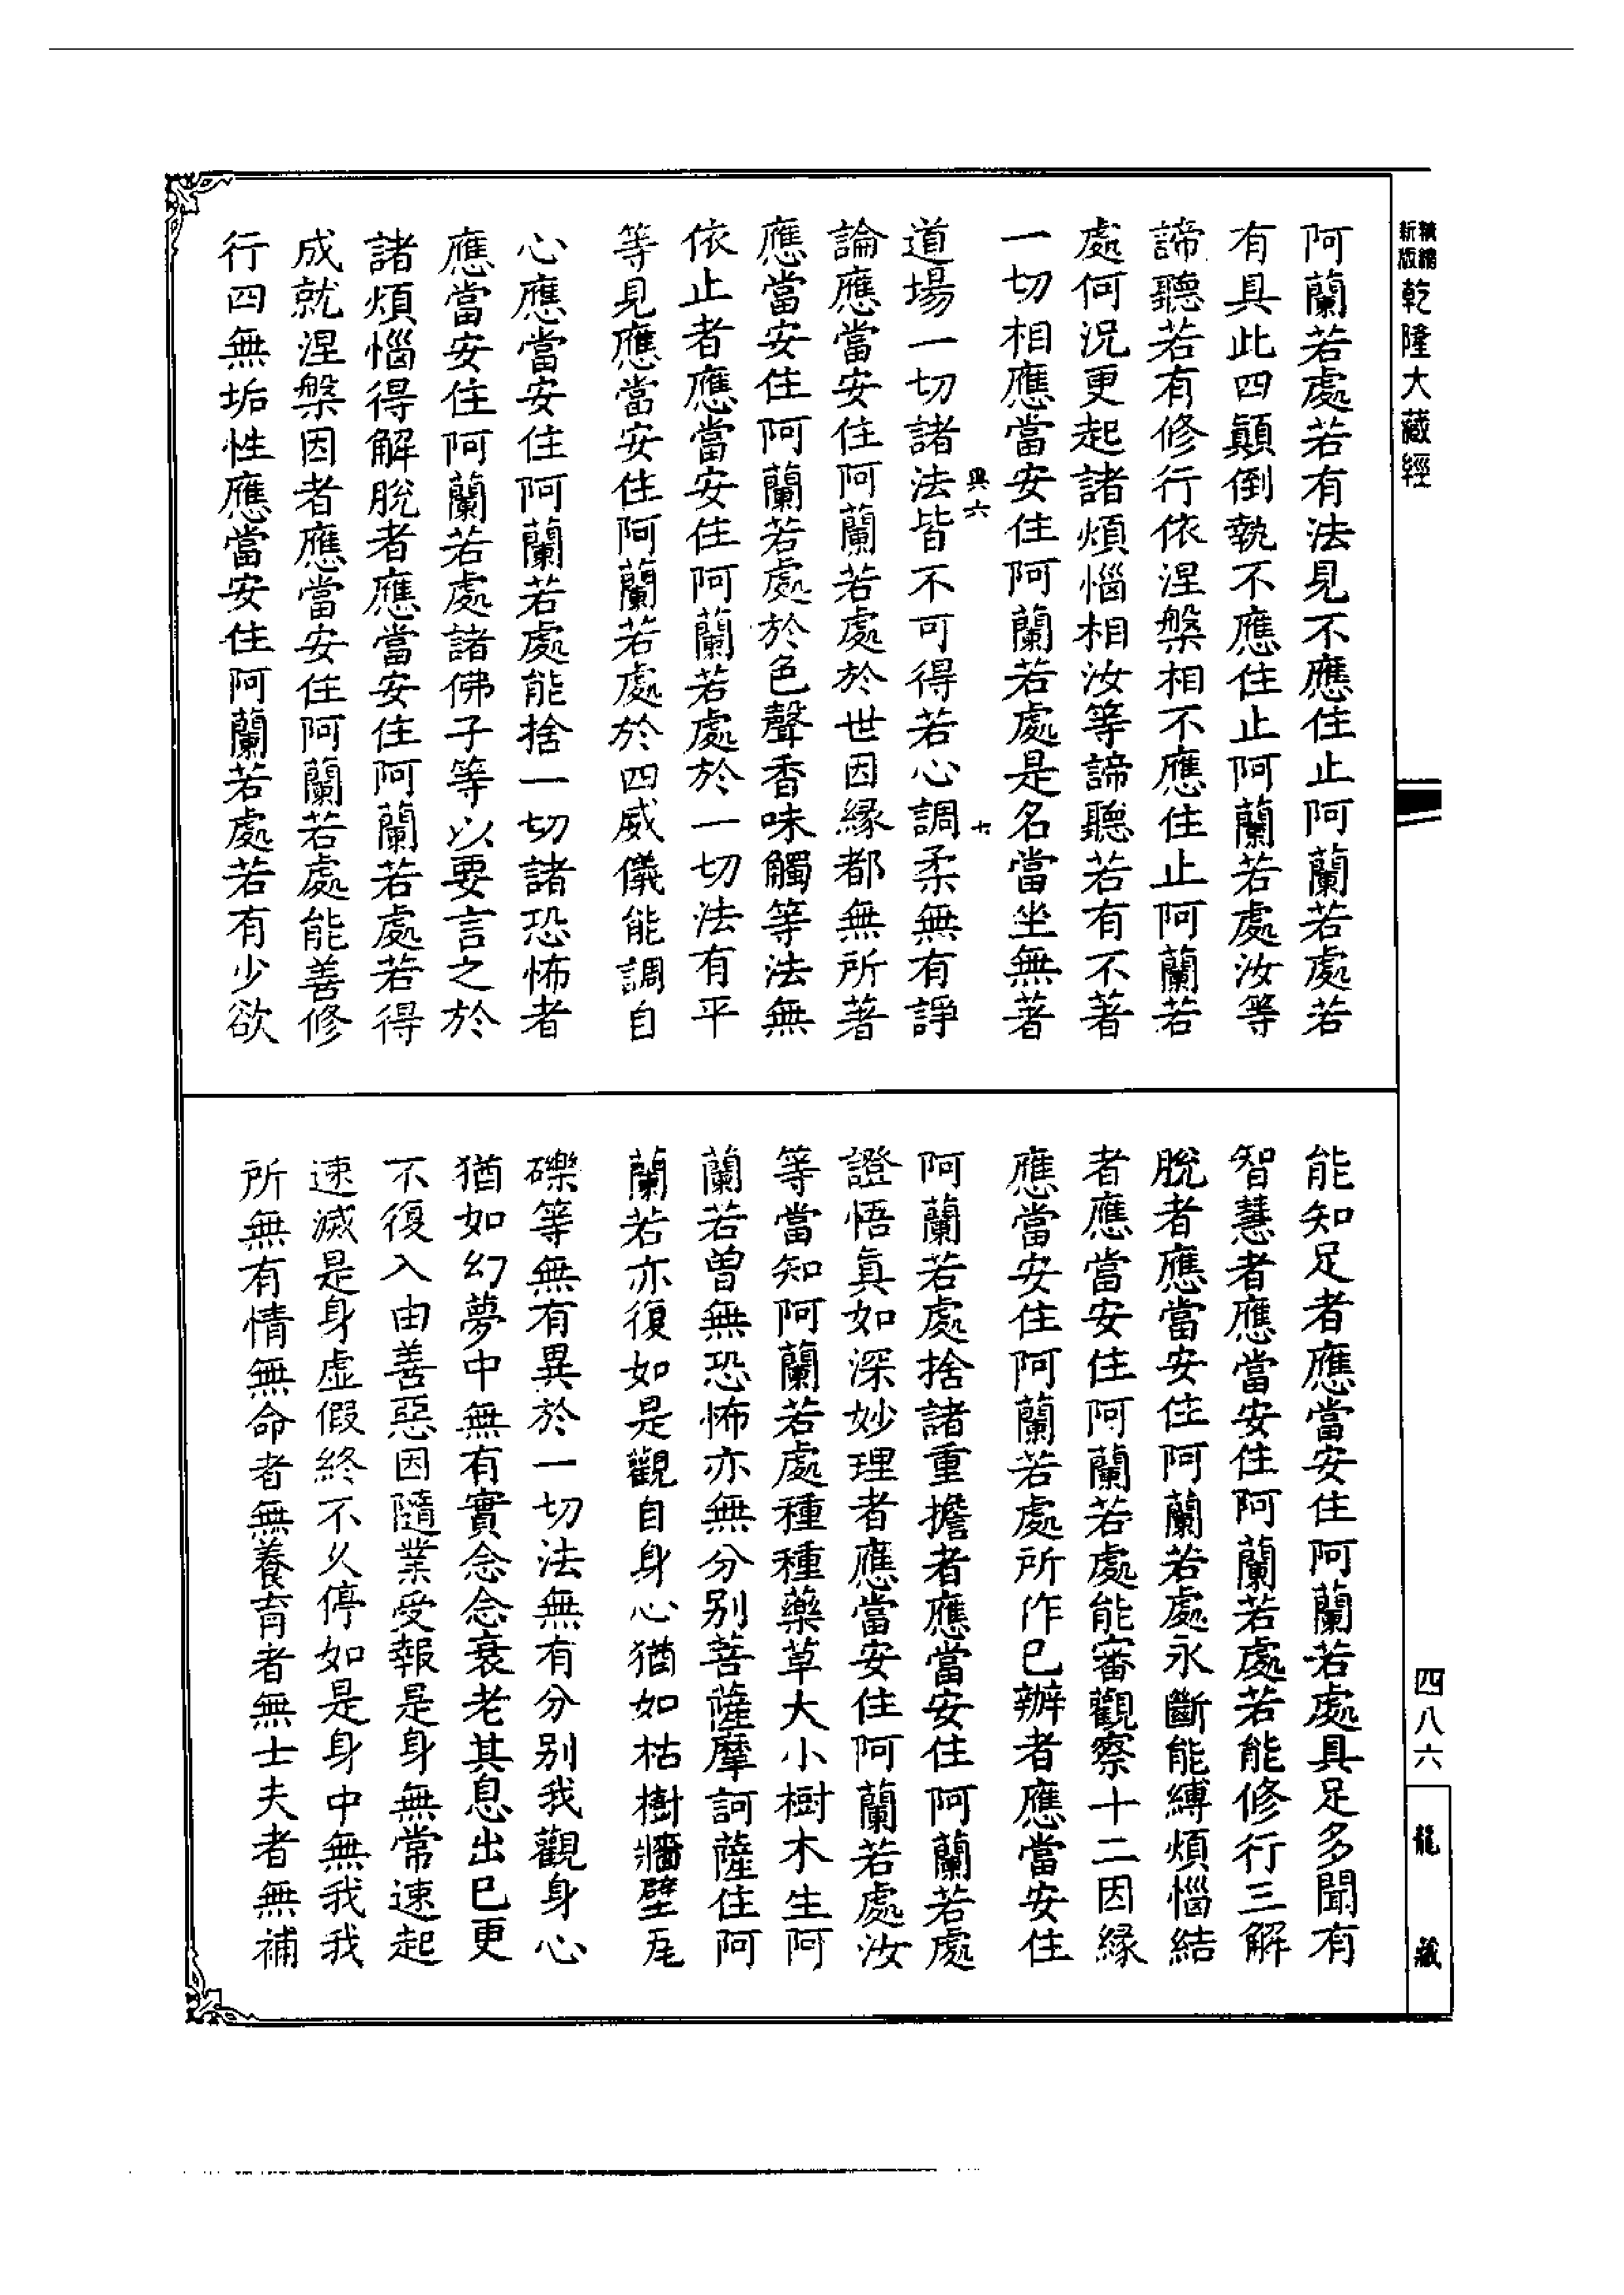 精縮
新版
乾隆大藏經
阿蘭若處若有法見不應住止阿蘭若處若
有具此四顛倒執不應住止阿蘭若處汝等
諦聽若有修行依涅槃相不應住止阿蘭若
處何況更起諸煩惱相汝等諦聽若有不著
一切相應當安住阿蘭若處是名當坐無著
興六
七
道場一切諸法皆不可得若心調柔無有諍
論應當安住阿蘭若處於世因緣都無所著
應當安住阿蘭若處於色聲香味觸等法無
依止者應當安住阿蘭若處於一切法有平
等見應當安住阿蘭若處於四威儀能調自
心應當安住阿蘭若處能捨一切諸恐怖者
應當安住阿蘭若處諸佛子等以要言之於
諸煩惱得解脫者應當安住阿蘭若處若得
成就涅槃因者應當安住阿蘭若處能善修
行四無垢性應當安住阿蘭若處若有少欲
能知足者應當安住阿蘭若處具足多聞有
智慧者應當安住阿蘭若處若能修行三解
脫者應當安住阿蘭若處永斷能縛煩惱結
者應當安住阿蘭若處能審觀察十二因緣
應當安住阿蘭若處所作已辦者應當安住
阿蘭若處捨諸重擔者應當安住阿蘭若處
證悟真如深妙理者應當安住阿蘭若處汝
等當知阿蘭若處種種藥草大小樹木生阿
蘭若曾無恐怖亦無分別菩薩摩訶薩住阿
蘭若亦復如是觀自身心猶如枯樹牆壁瓦
礫等無有異於一切法無有分別我觀身心
猶如幻夢中無有實念念衰老其息出已更
不復入由善惡因隨業受報是身無常速起
速滅是身虛假終不久停如是身中無我我
所無有情無命者無養育者無士夫者無補
四八六
龍藏